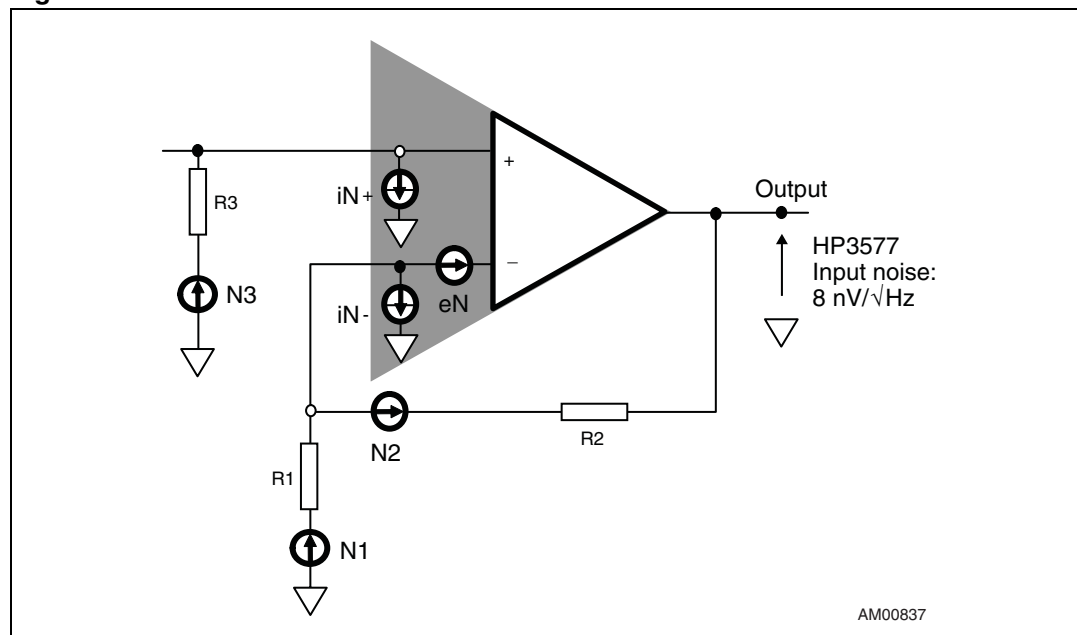 +
iN+
R3
Output
HP3577
Input noise:
8 nV/√Hz
−
N3
eN
iN-
N2
R2
R1
N1
AM00837